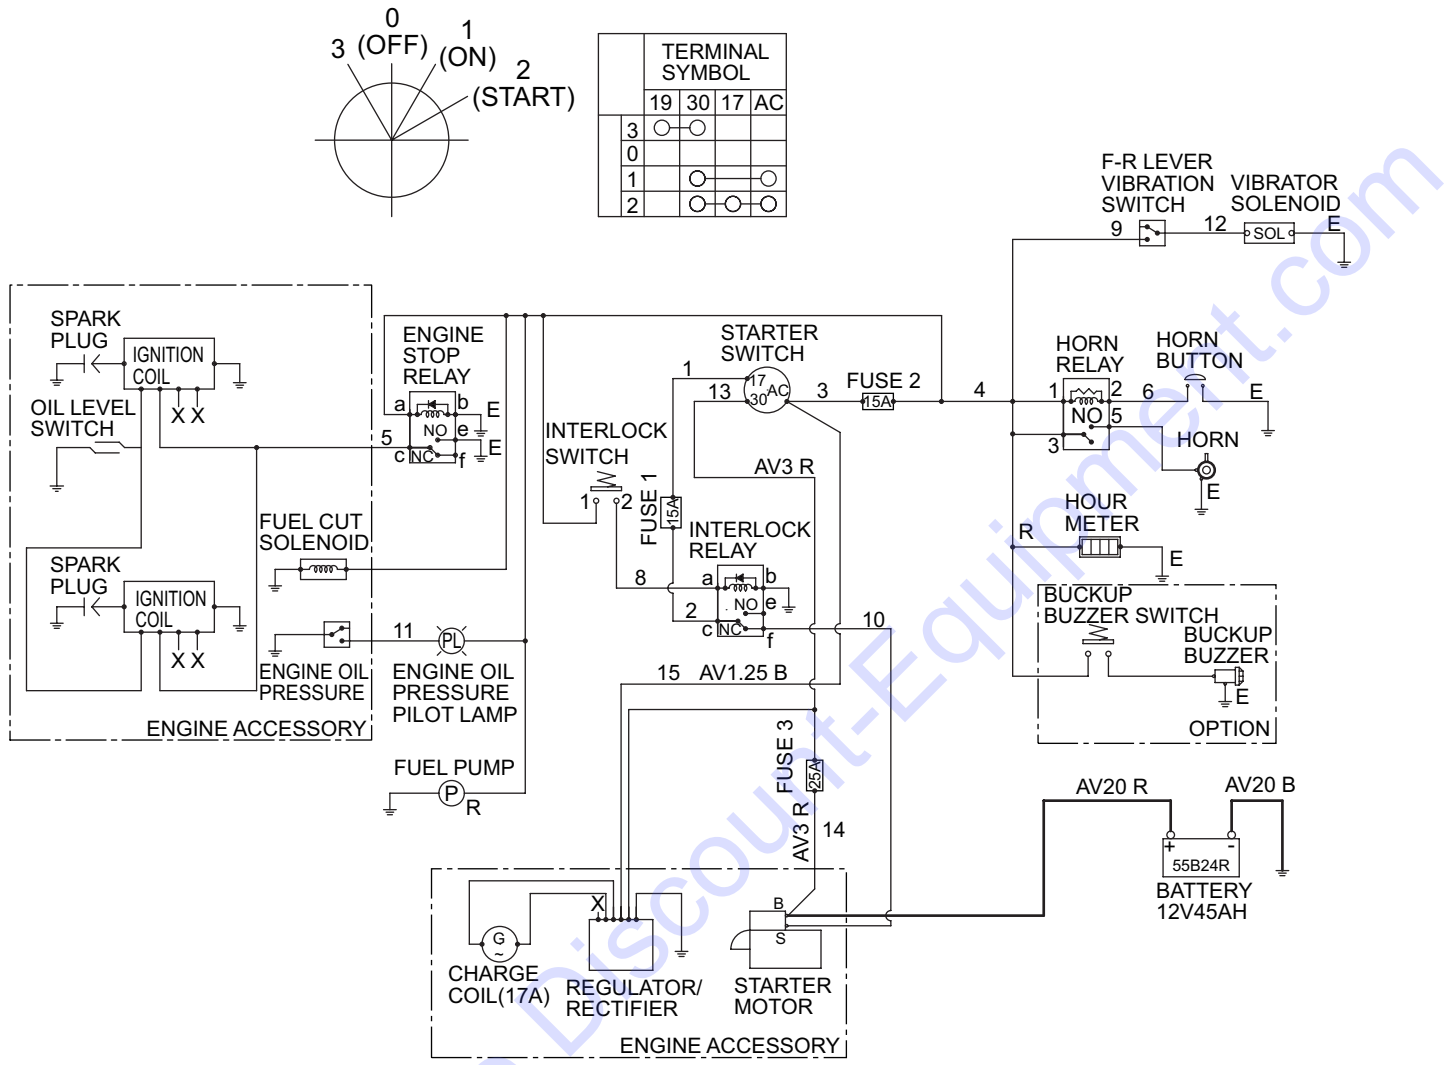 0
(OFF)
1
(ON)
2
(START)
3
TERMINAL
SYMBOL
19 30 17 AC
3
0
1
2
F-R LEVER
VIBRATION
SWITCH
VIBRATOR
SOLENOID
9
12
SOL
E
SPARK
PLUG
IGNITION
COIL
X X
OIL LEVEL
SWITCH
ENGINE
STOP
RELAY
a
b
E
NO
e
E
5
c
NC
f
FUEL CUT
SOLENOID
SPARK
PLUG
IGNITION
COIL
X X
ENGINE OIL
PRESSURE
11
PL
ENGINE OIL
PRESSURE
PILOT LAMP
ENGINE ACCESSORY
FUEL PUMP
P
R
STARTER
SWITCH
1
17
AC
13
30
3
FUSE 2
15A
4
INTERLOCK
SWITCH
1
2
FUSE 1
15A
AV3 R
INTERLOCK
RELAY
8
a
b
NO
e
2
c
NC
f
10
15 AV1.25 B
FUSE 3
25A
AV3 R
14
HORN
RELAY
HORN
BUTTON
1
2
6
E
NO
5
3
HORN
E
HOUR
METER
R
E
BUCKUP
BUZZER SWITCH
BUCKUP
BUZZER
E
OPTION
AV20 R
AV20 B
+
-
55B24R
BATTERY
12V45AH
G
~
CHARGE
COIL(17A)
X
REGULATOR/
RECTIFIER
B
S
STARTER
MOTOR
ENGINE ACCESSORY
Discount-Equipment.com